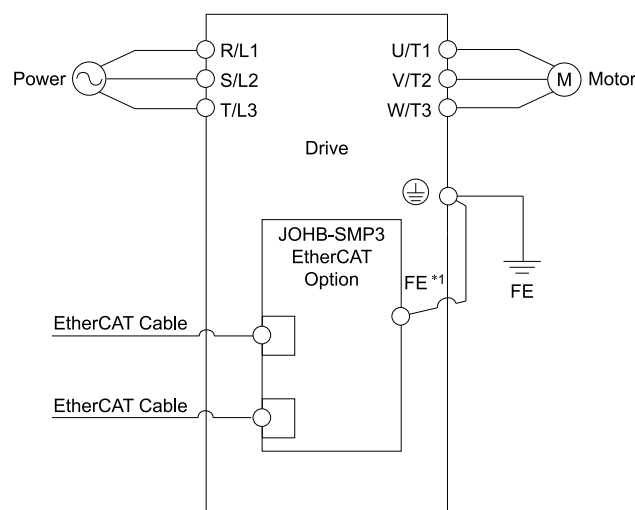 R/L1
U/T1
Power
S/L2
V/T2
M
Motor
T/L3
W/T3
Drive
JOHB-SMP3
EtherCAT
Option
FE *1
FE
EtherCAT Cable
EtherCAT Cable